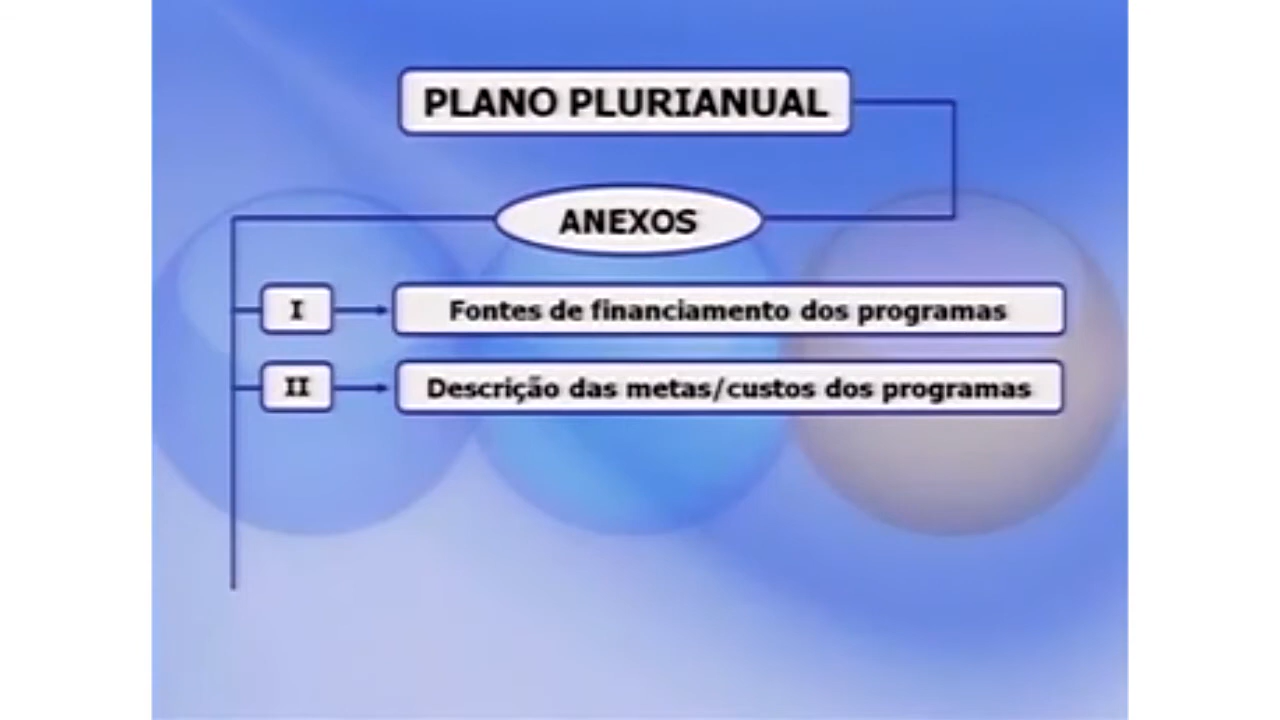 PLANO PLURIANUAL
ANEXOS
I
Fontes de financiamento dos programas
II
Descrição das metas/custos dos programas